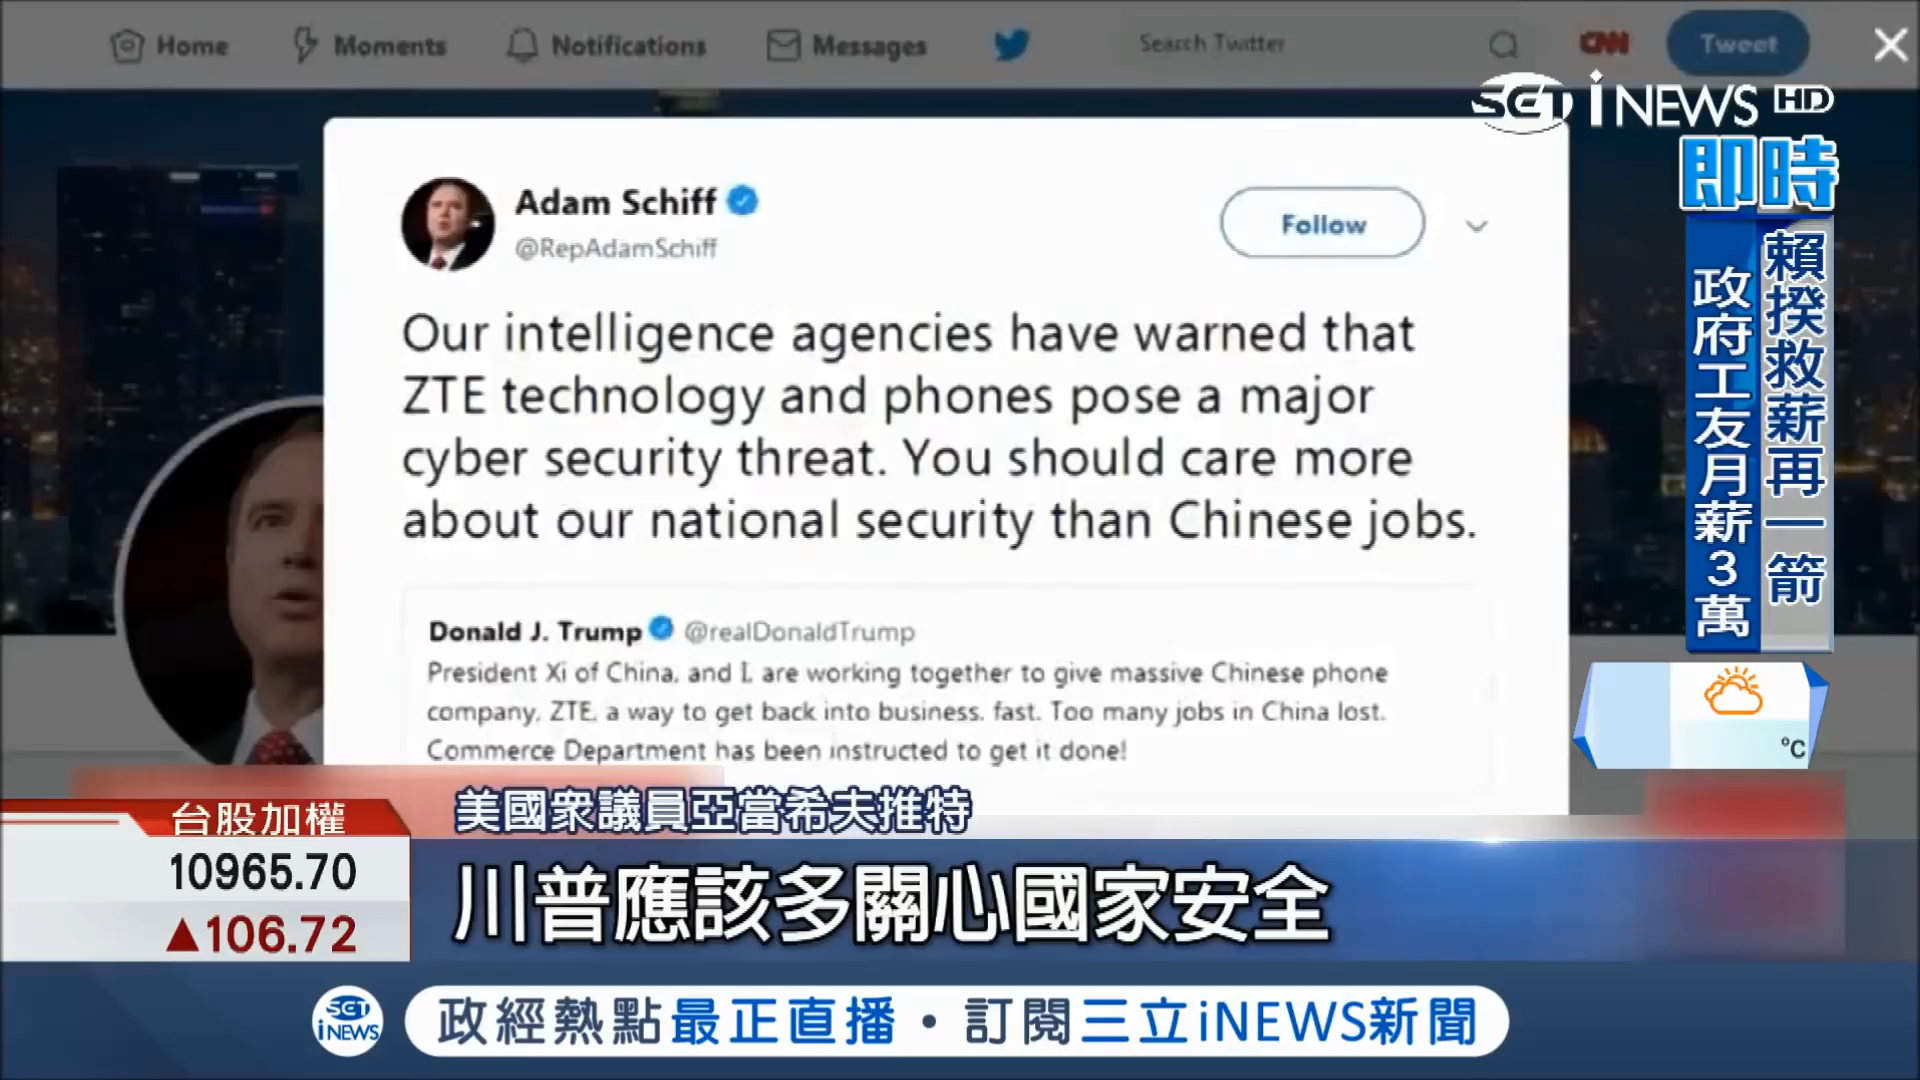 Home Moments Notifications Messages Search Twitter CNN Tweet
SET iNEWS HD
即時
賴揆救薪再一箭
政府工友月薪3萬
Adam Schiff
@RepAdamSchiff
Follow
Our intelligence agencies have warned that
ZTE technology and phones pose a major
cyber security threat. You should care more
about our national security than Chinese jobs.
Donald J. Trump @realDonaldTrump
President Xi of China, and I, are working together to give massive Chinese phone
company, ZTE, a way to get back into business, fast. Too many jobs in China lost.
Commerce Department has been instructed to get it done!
°C
美國眾議員亞當希夫推特
川普應該多關心國家安全
台股加權
10965.70
▲106.72
SET iNEWS
政經熱點最正直播・訂閱三立iNEWS新聞